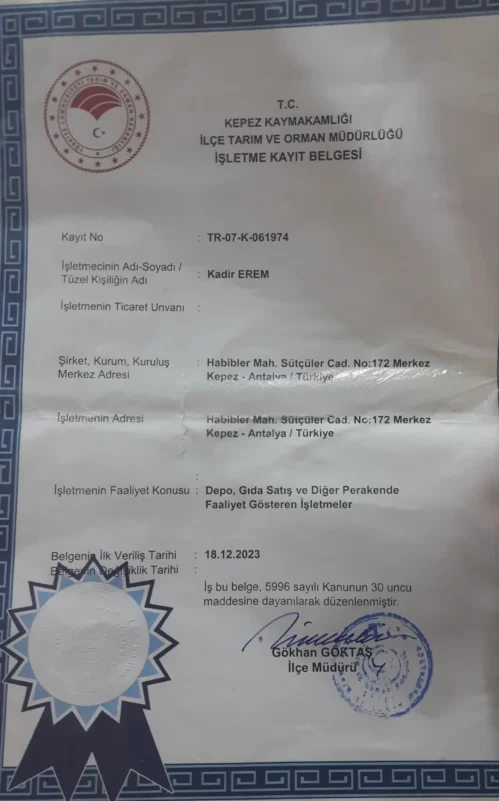 T.C.
KEPEZ KAYMAKAMLIĞI
İLÇE TARIM VE ORMAN MÜDÜRLÜĞÜ
İŞLETME KAYIT BELGESİ
Kayıt No : TR-07-K-061974
İşletmecinin Adı-Soyadı /
Tüzel Kişiliğin Adı : Kadir EREM
İşletmenin Ticaret Unvanı :
Şirket, Kurum, Kuruluş : Habibler Mah. Sütçüler Cad. No:172 Merkez
Merkez Adresi Kepez - Antalya / Türkiye
İşletmenin Adresi : Habibler Mah. Sütçüler Cad. No:172 Merkez
Kepez - Antalya / Türkiye
:
İşletmenin Faaliyet Konusu : Depo, Gıda Satış ve Diğer Perakende
Faaliyet Gösteren İşletmeler
Belgenin İlk Veriliş Tarihi : 18.12.2023
Belgenin Değişiklik Tarihi :
İş bu belge, 5996 sayılı Kanunun 30 uncu
maddesine dayanılarak düzenlenmiştir.
Gökhan GÖKTAŞ
İlçe Müdürü